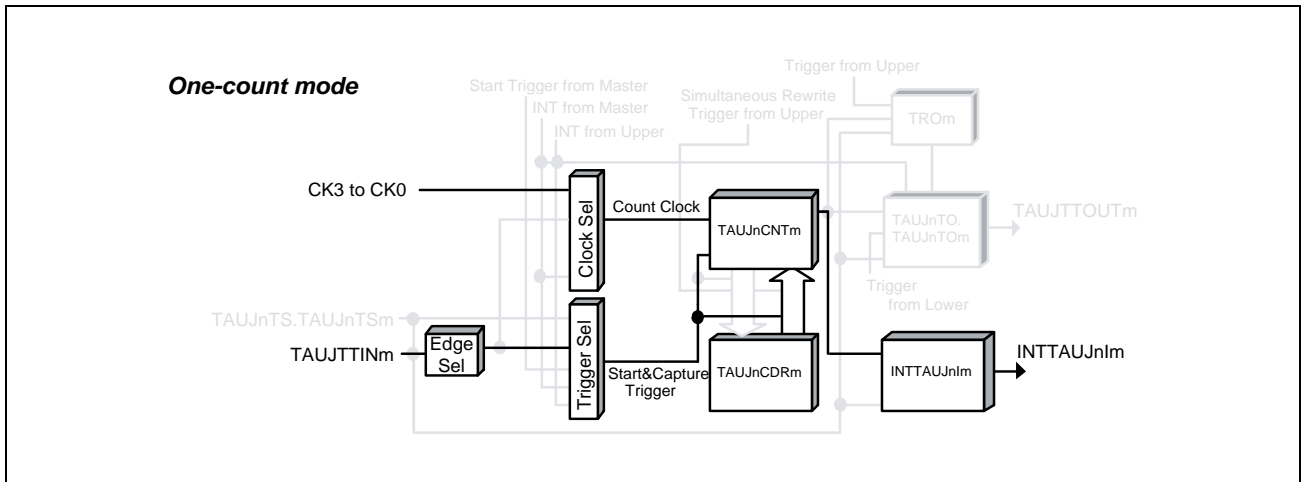 One-count mode
Trigger from Upper
Start Trigger from Master
INT from Master
INT from Upper
Simultaneous Rewrite
Trigger from Upper
TROm
CK3 to CK0
Clock Sel
Count Clock
TAUJnCNTm
TAUJnTO.
TAUJnTOm
TAUJTTOUTm
Trigger
from Lower
TAUJnTS.TAUJnTSm
TAUJTTINm
Edge
Sel
Trigger Sel
Start&Capture
Trigger
TAUJnCDRm
INTTAUJnIm
INTTAUJnIm